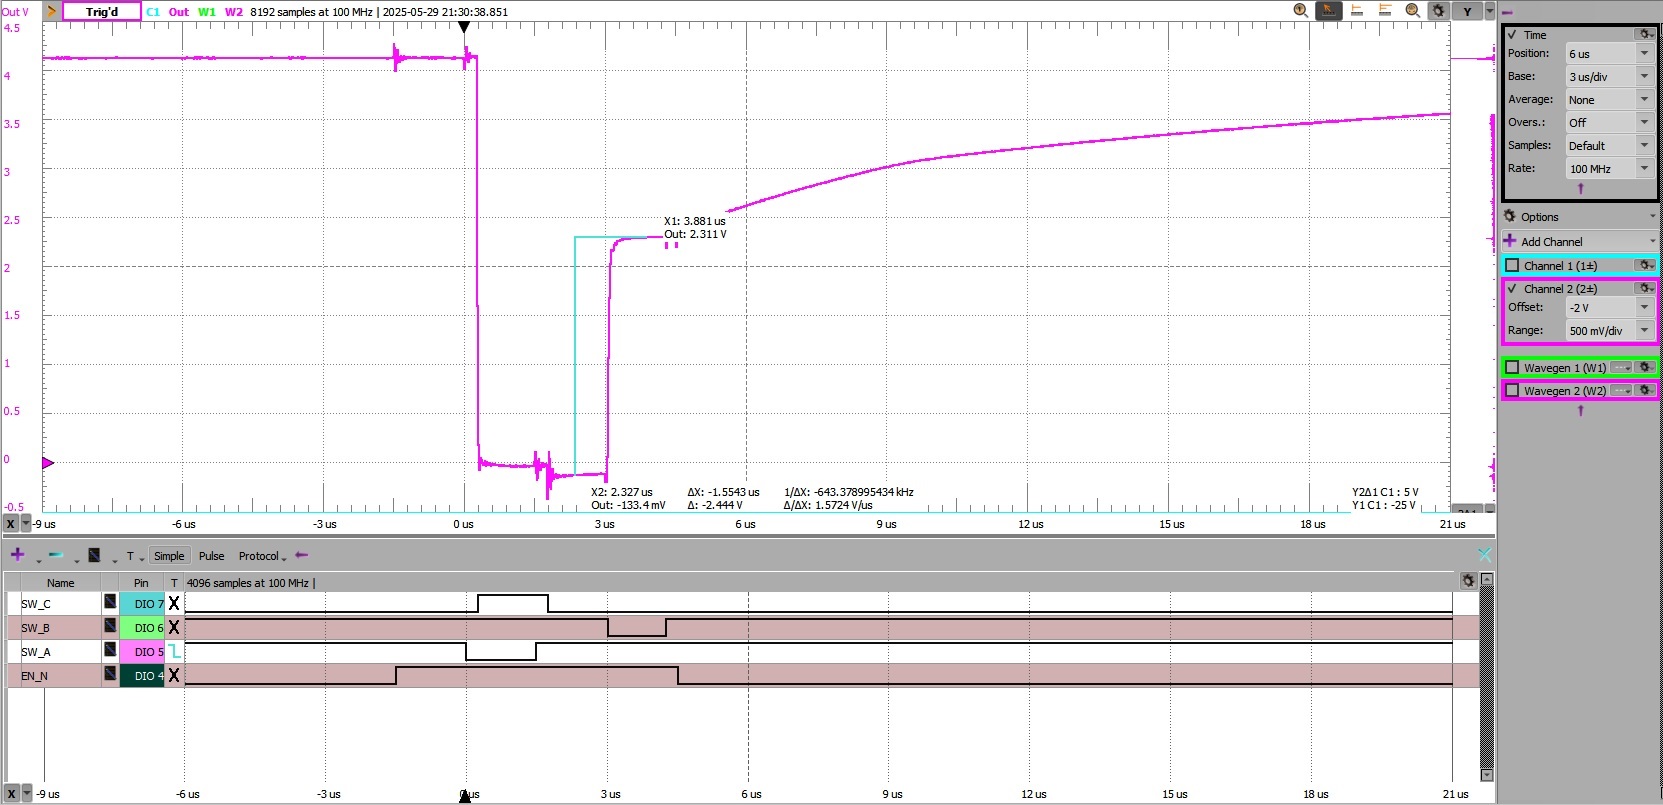 Out V Trig'd C1 Out W1 W2 8192 samples at 100 MHz | 2025-05-29 21:30:38.851 Y
4.5
4
3.5
3
2.5
2
1.5
1
0.5
0
-0.5
X1: 3.881 us
Out: 2.311 V
X2: 2.327 us ΔX: -1.5543 us 1/ΔX: -643.378995434 kHz Y2Δ1 C1 : 5 V
Out: -133.4 mV Δ: -2.444 V Δ/ΔX: 1.5724 V/us Y1 C1 : -25 V
X -9 us -6 us -3 us 0 us 3 us 6 us 9 us 12 us 15 us 18 us 21 us
Time
Position: 6 us
Base: 3 us/div
Average: None
Overs.: Off
Samples: Default
Rate: 100 MHz
Options
Add Channel
Channel 1 (1±)
Channel 2 (2±)
Offset: -2 V
Range: 500 mV/div
Wavegen 1 (W1) ---
Wavegen 2 (W2) ---
T Simple Pulse Protocol
Name Pin T 4096 samples at 100 MHz |
SW_C DIO 7 X
SW_B DIO 6 X
SW_A DIO 5
EN_N DIO 4 X
X -9 us -6 us -3 us 0 us 3 us 6 us 9 us 12 us 15 us 18 us 21 us